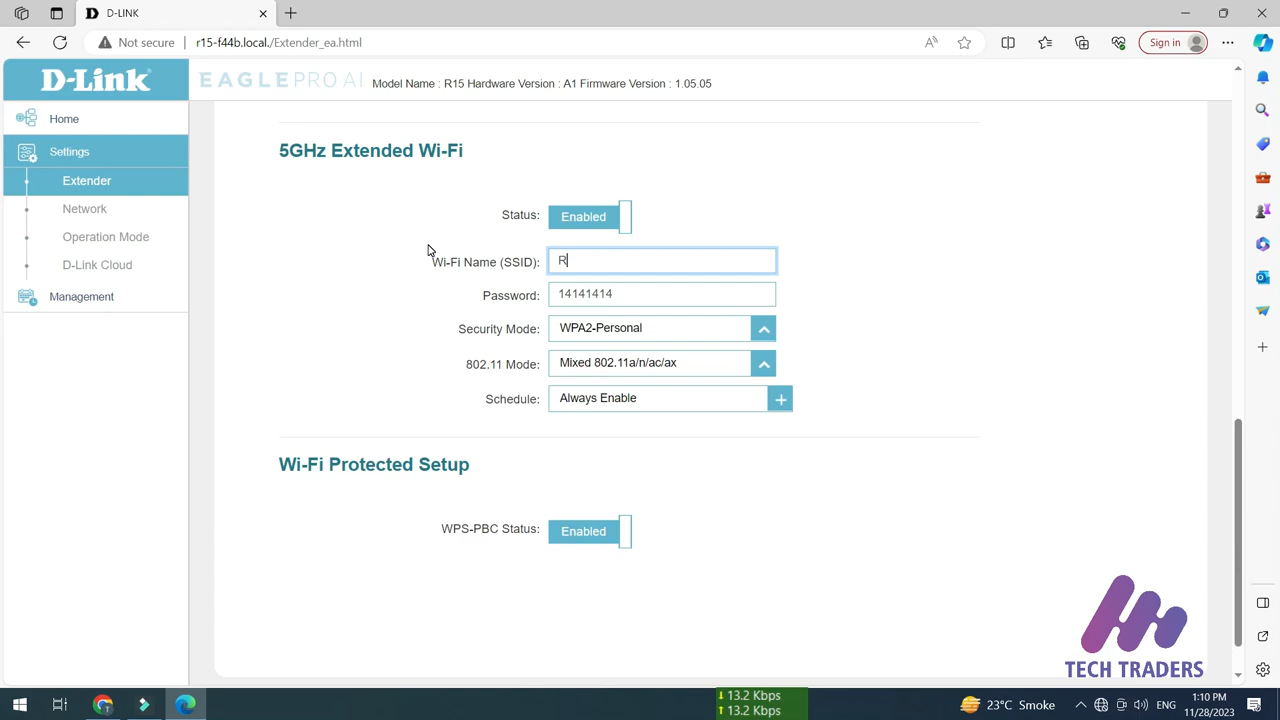 D-LINK
Not secure
r15-f44b.local./Extender_ea.html
Sign in
D-Link
EAGLE PRO AI
Model Name : R15 Hardware Version : A1 Firmware Version : 1.05.05
Home
Settings
Extender
Network
Operation Mode
D-Link Cloud
Management
5GHz Extended Wi-Fi
Status: Enabled
Wi-Fi Name (SSID): R
Password: 14141414
Security Mode: WPA2-Personal
802.11 Mode: Mixed 802.11a/n/ac/ax
Schedule: Always Enable
Wi-Fi Protected Setup
WPS-PBC Status: Enabled
TECH TRADERS
↓ 13.2 Kbps
↑ 13.2 Kbps
23°C Smoke
ENG
1:10 PM
11/28/2023